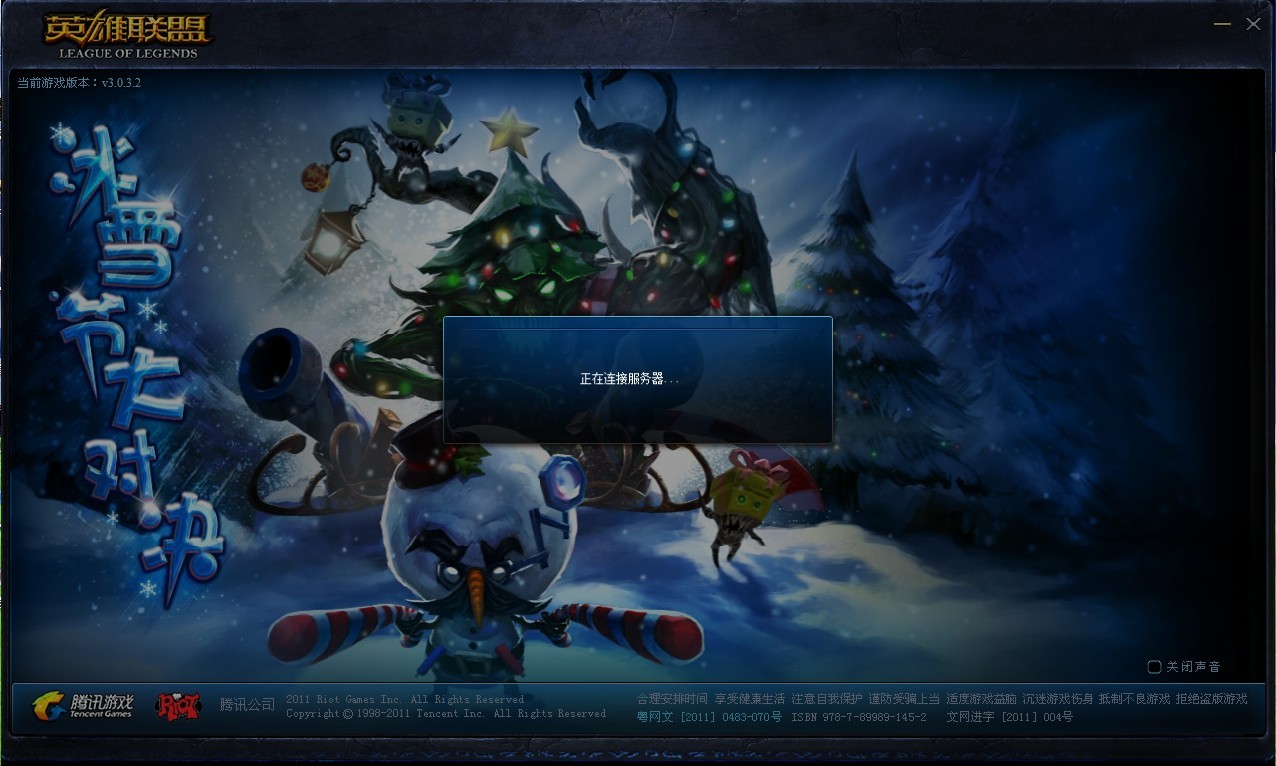 英雄联盟
LEAGUE OF LEGENDS
当前游戏版本：v3.0.3.2
冰雪节大对决
正在连接服务器...
关闭声音
腾讯游戏
Tencent Games
RIOT
腾讯公司
2011 Riot Games Inc. All Rights Reserved
Copyright © 1998-2011 Tencent Inc. All Rights Reserved
合理安排时间 享受健康生活 注意自我保护 谨防受骗上当 适度游戏益脑 沉迷游戏伤身 抵制不良游戏 拒绝盗版游戏
粤网文 [2011] 0483-070号 ISBN 978-7-89989-145-2 文网进字 [2011] 004号